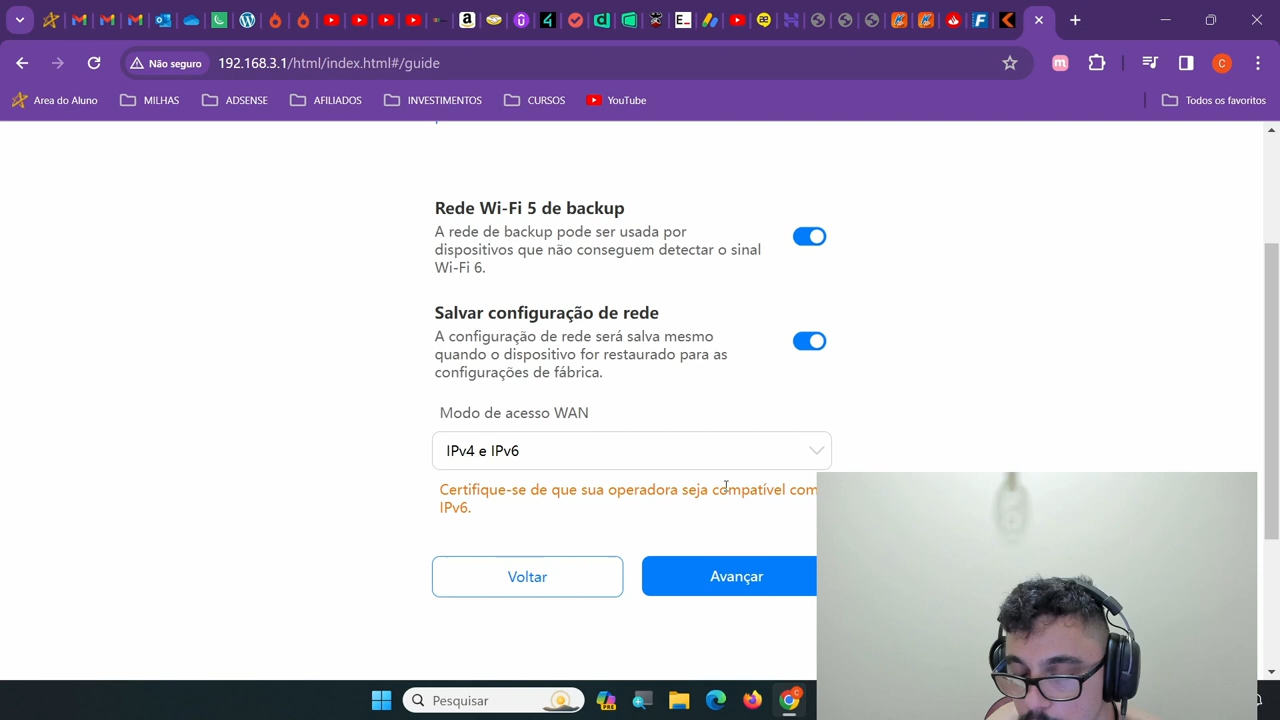 Não seguro
192.168.3.1/html/index.html#/guide
Area do Aluno
MILHAS
ADSENSE
AFILIADOS
INVESTIMENTOS
CURSOS
YouTube
Todos os favoritos
Rede Wi-Fi 5 de backup
A rede de backup pode ser usada por
dispositivos que não conseguem detectar o sinal
Wi-Fi 6.
Salvar configuração de rede
A configuração de rede será salva mesmo
quando o dispositivo for restaurado para as
configurações de fábrica.
Modo de acesso WAN
IPv4 e IPv6
Certifique-se de que sua operadora seja compatível com
IPv6.
Voltar
Avançar
Pesquisar